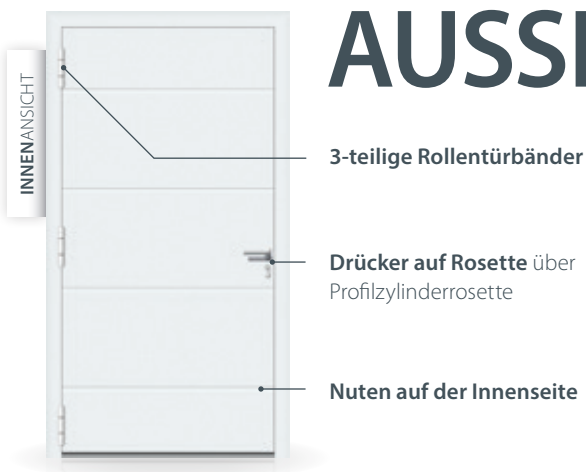 AUSSI
INNENANSICHT
3-teilige Rollentürbänder
Drücker auf Rosette über
Profilzylinderrosette
Nuten auf der Innenseite